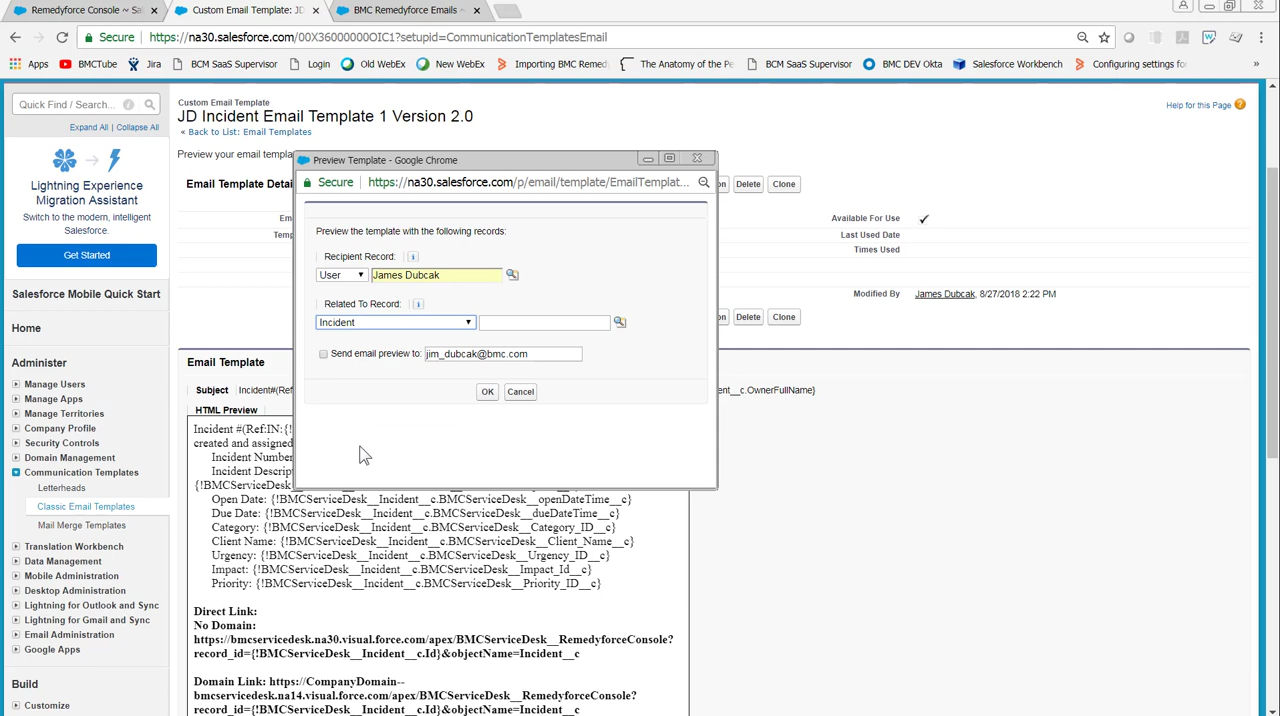 Remedyforce Console ~ Sal
Custom Email Template: JD
BMC Remedyforce Emails ~
Secure https://na30.salesforce.com/00X36000000OIC1?setupid=CommunicationTemplatesEmail
Apps BMCTube Jira BCM SaaS Supervisor Login Old WebEx New WebEx Importing BMC Remed The Anatomy of the Pe BCM SaaS Supervisor BMC DEV Okta Salesforce Workbench Configuring settings for »
Quick Find / Search...
Expand All | Collapse All
Lightning Experience
Migration Assistant
Switch to the modern, intelligent
Salesforce.
Get Started
Salesforce Mobile Quick Start
Home
Administer
Manage Users
Manage Apps
Manage Territories
Company Profile
Security Controls
Domain Management
Communication Templates
Letterheads
Classic Email Templates
Mail Merge Templates
Translation Workbench
Data Management
Mobile Administration
Desktop Administration
Lightning for Outlook and Sync
Lightning for Gmail and Sync
Email Administration
Google Apps
Build
Customize
Custom Email Template
JD Incident Email Template 1 Version 2.0
« Back to List: Email Templates
Help for this Page
Preview your email templa
Email Template Detai
on Delete Clone
Em
Temp
Available For Use
Last Used Date
Times Used
Modified By James Dubcak, 8/27/2018 2:22 PM
Delete Clone
Preview Template - Google Chrome
Secure https://na30.salesforce.com/p/email/template/EmailTemplat...
Preview the template with the following records:
Recipient Record:
User James Dubcak
Related To Record:
Incident
Send email preview to: jim_dubcak@bmc.com
OK Cancel
Email Template
Subject Incident#(Ref ent__c.OwnerFullName}
HTML Preview
Incident #(Ref:IN:{!
created and assigned
Incident Number
Incident Descript
{!BMCServiceDesk__
Open Date: {!BMCServiceDesk__Incident__c.BMCServiceDesk__openDateTime__c}
Due Date: {!BMCServiceDesk__Incident__c.BMCServiceDesk__dueDateTime__c}
Category: {!BMCServiceDesk__Incident__c.BMCServiceDesk__Category_ID__c}
Client Name: {!BMCServiceDesk__Incident__c.BMCServiceDesk__Client_Name__c}
Urgency: {!BMCServiceDesk__Incident__c.BMCServiceDesk__Urgency_ID__c}
Impact: {!BMCServiceDesk__Incident__c.BMCServiceDesk__Impact_Id__c}
Priority: {!BMCServiceDesk__Incident__c.BMCServiceDesk__Priority_ID__c}
Direct Link:
No Domain:
https://bmcservicedesk.na30.visual.force.com/apex/BMCServiceDesk__RemedyforceConsole?
record_id={!BMCServiceDesk__Incident__c.Id}&objectName=Incident__c
Domain Link: https://CompanyDomain--
bmcservicedesk.na14.visual.force.com/apex/BMCServiceDesk__RemedyforceConsole?
record_id={!BMCServiceDesk__Incident__c.Id}&objectName=Incident__c